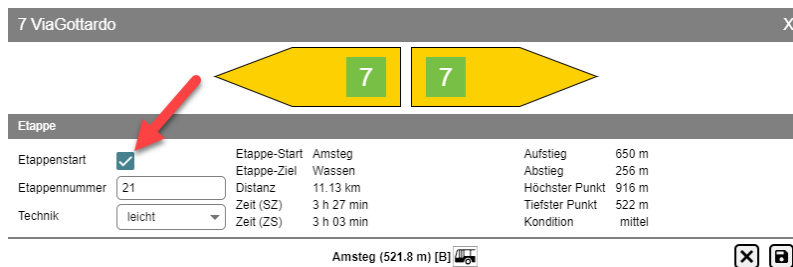 7 ViaGottardo X
7 7
Etappe
Etappenstart Etappe-Start Amsteg Aufstieg 650 m
Etappe-Ziel Wassen Abstieg 256 m
Etappennummer 21 Distanz 11.13 km Höchster Punkt 916 m
Zeit (SZ) 3 h 27 min Tiefster Punkt 522 m
Technik leicht Zeit (ZS) 3 h 03 min Kondition mittel
Amsteg (521.8 m) [B]